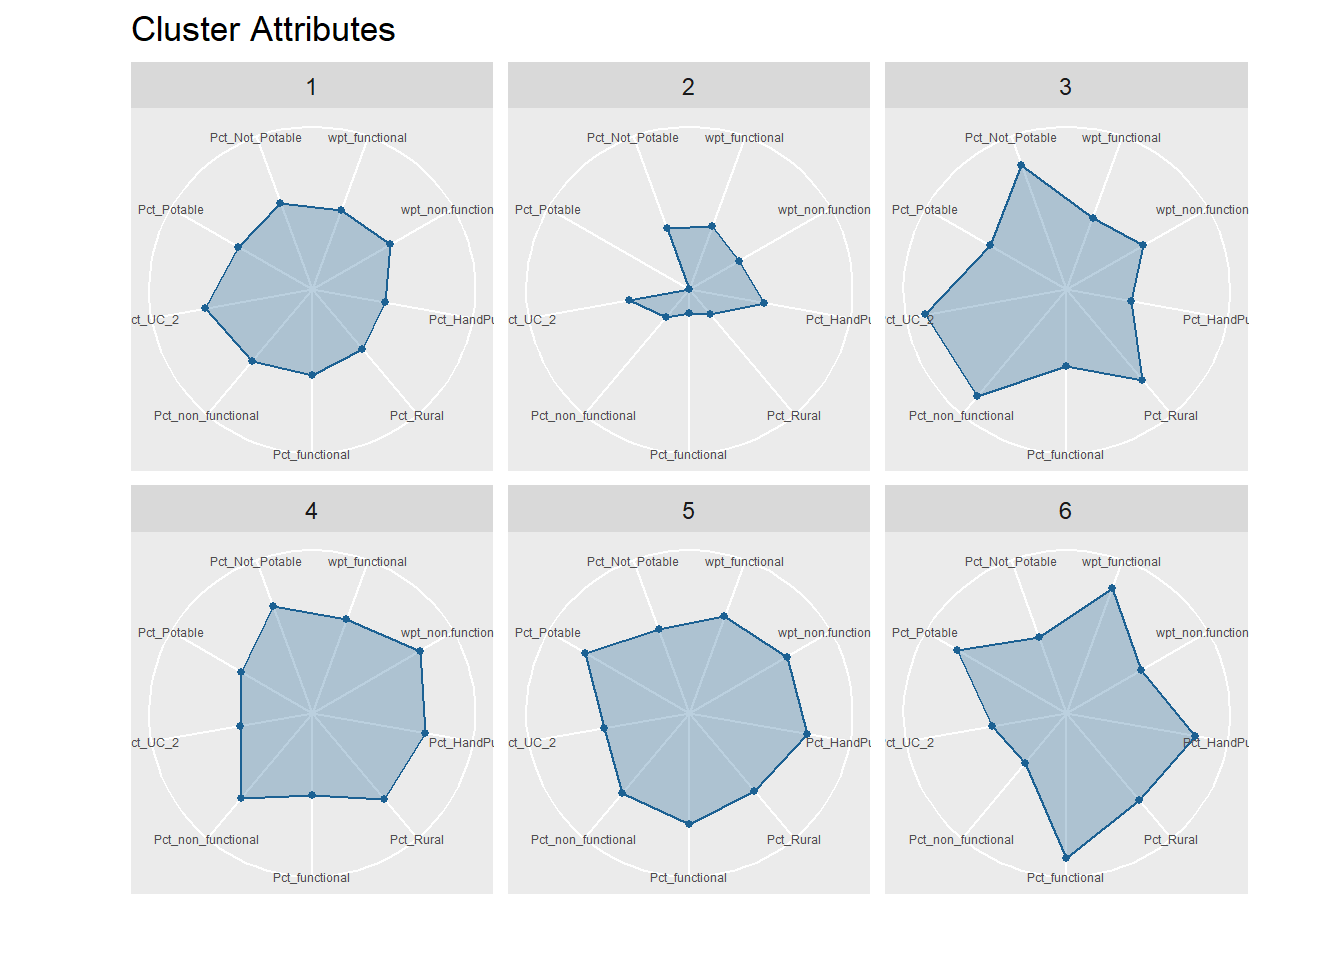 Cluster Attributes
1
2
3
Pct_Not_Potable wpt_functional
Pct_Not_Potable wpt_functional
Pct_Not_Potable wpt_functional
Pct_Potable wpt_non.function
Pct_Potable wpt_non.function
Pct_Potable wpt_non.function
ct_UC_2 Pct_HandPu
ct_UC_2 Pct_HandPu
ct_UC_2 Pct_HandPu
Pct_non_functional Pct_Rural
Pct_non_functional Pct_Rural
Pct_non_functional Pct_Rural
Pct_functional
Pct_functional
Pct_functional
4
5
6
Pct_Not_Potable wpt_functional
Pct_Not_Potable wpt_functional
Pct_Not_Potable wpt_functional
Pct_Potable wpt_non.function
Pct_Potable wpt_non.function
Pct_Potable wpt_non.function
ct_UC_2 Pct_HandPu
ct_UC_2 Pct_HandPu
ct_UC_2 Pct_HandPu
Pct_non_functional Pct_Rural
Pct_non_functional Pct_Rural
Pct_non_functional Pct_Rural
Pct_functional
Pct_functional
Pct_functional